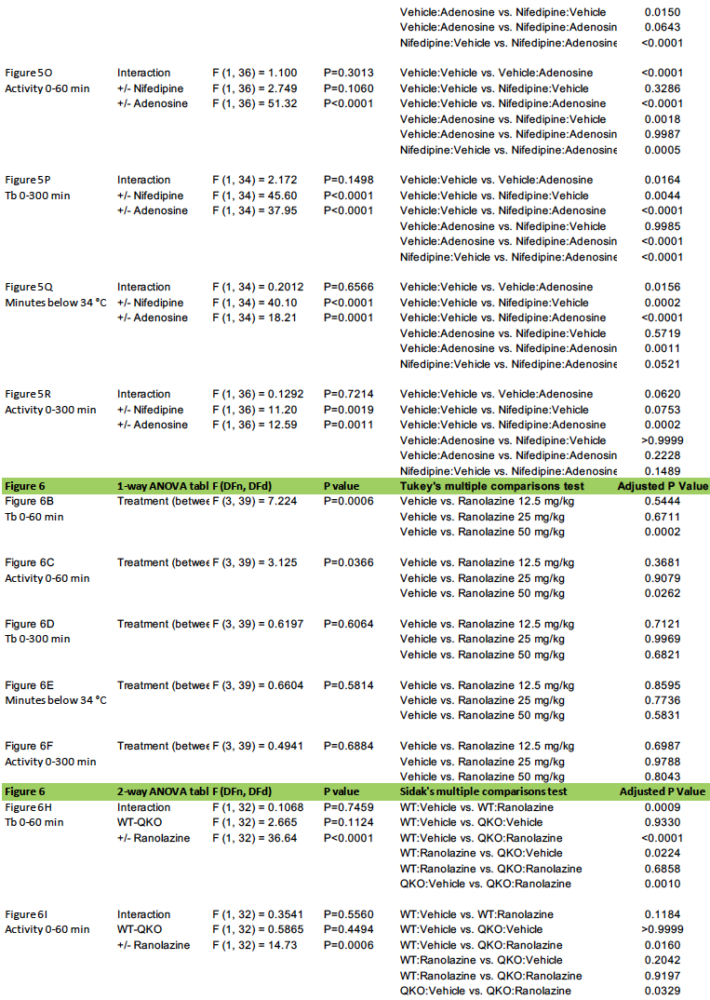 Vehicle:Adenosine vs. Nifedipine:Vehicle 0.0150
Vehicle:Adenosine vs. Nifedipine:Adenosin 0.0643
Nifedipine:Vehicle vs. Nifedipine:Adenosine <0.0001
Figure 5O Interaction F (1, 36) = 1.100 P=0.3013 Vehicle:Vehicle vs. Vehicle:Adenosine <0.0001
Activity 0-60 min +/- Nifedipine F (1, 36) = 2.749 P=0.1060 Vehicle:Vehicle vs. Nifedipine:Vehicle 0.3286
+/- Adenosine F (1, 36) = 51.32 P<0.0001 Vehicle:Vehicle vs. Nifedipine:Adenosine <0.0001
Vehicle:Adenosine vs. Nifedipine:Vehicle 0.0018
Vehicle:Adenosine vs. Nifedipine:Adenosin 0.9987
Nifedipine:Vehicle vs. Nifedipine:Adenosine 0.0005
Figure 5P Interaction F (1, 34) = 2.172 P=0.1498 Vehicle:Vehicle vs. Vehicle:Adenosine 0.0164
Tb 0-300 min +/- Nifedipine F (1, 34) = 45.60 P<0.0001 Vehicle:Vehicle vs. Nifedipine:Vehicle 0.0044
+/- Adenosine F (1, 34) = 37.95 P<0.0001 Vehicle:Vehicle vs. Nifedipine:Adenosine <0.0001
Vehicle:Adenosine vs. Nifedipine:Vehicle 0.9985
Vehicle:Adenosine vs. Nifedipine:Adenosin <0.0001
Nifedipine:Vehicle vs. Nifedipine:Adenosine <0.0001
Figure 5Q Interaction F (1, 34) = 0.2012 P=0.6566 Vehicle:Vehicle vs. Vehicle:Adenosine 0.0156
Minutes below 34 °C +/- Nifedipine F (1, 34) = 40.10 P<0.0001 Vehicle:Vehicle vs. Nifedipine:Vehicle 0.0002
+/- Adenosine F (1, 34) = 18.21 P=0.0001 Vehicle:Vehicle vs. Nifedipine:Adenosine <0.0001
Vehicle:Adenosine vs. Nifedipine:Vehicle 0.5719
Vehicle:Adenosine vs. Nifedipine:Adenosin 0.0011
Nifedipine:Vehicle vs. Nifedipine:Adenosine 0.0521
Figure 5R Interaction F (1, 36) = 0.1292 P=0.7214 Vehicle:Vehicle vs. Vehicle:Adenosine 0.0620
Activity 0-300 min +/- Nifedipine F (1, 36) = 11.20 P=0.0019 Vehicle:Vehicle vs. Nifedipine:Vehicle 0.0753
+/- Adenosine F (1, 36) = 12.59 P=0.0011 Vehicle:Vehicle vs. Nifedipine:Adenosine 0.0002
Vehicle:Adenosine vs. Nifedipine:Vehicle >0.9999
Vehicle:Adenosine vs. Nifedipine:Adenosin 0.2228
Nifedipine:Vehicle vs. Nifedipine:Adenosine 0.1489
Figure 6 1-way ANOVA tabl F (DFn, DFd) P value Tukey's multiple comparisons test Adjusted P Value
Figure 6B Treatment (betwee F (3, 39) = 7.224 P=0.0006 Vehicle vs. Ranolazine 12.5 mg/kg 0.5444
Tb 0-60 min Vehicle vs. Ranolazine 25 mg/kg 0.6711
Vehicle vs. Ranolazine 50 mg/kg 0.0002
Figure 6C Treatment (betwee F (3, 39) = 3.125 P=0.0366 Vehicle vs. Ranolazine 12.5 mg/kg 0.3681
Activity 0-60 min Vehicle vs. Ranolazine 25 mg/kg 0.9079
Vehicle vs. Ranolazine 50 mg/kg 0.0262
Figure 6D Treatment (betwee F (3, 39) = 0.6197 P=0.6064 Vehicle vs. Ranolazine 12.5 mg/kg 0.7121
Tb 0-300 min Vehicle vs. Ranolazine 25 mg/kg 0.9969
Vehicle vs. Ranolazine 50 mg/kg 0.6821
Figure 6E Treatment (betwee F (3, 39) = 0.6604 P=0.5814 Vehicle vs. Ranolazine 12.5 mg/kg 0.8595
Minutes below 34 °C Vehicle vs. Ranolazine 25 mg/kg 0.7736
Vehicle vs. Ranolazine 50 mg/kg 0.5831
Figure 6F Treatment (betwee F (3, 39) = 0.4941 P=0.6884 Vehicle vs. Ranolazine 12.5 mg/kg 0.6987
Activity 0-300 min Vehicle vs. Ranolazine 25 mg/kg 0.9788
Vehicle vs. Ranolazine 50 mg/kg 0.8043
Figure 6 2-way ANOVA tabl F (DFn, DFd) P value Sidak's multiple comparisons test Adjusted P Value
Figure 6H Interaction F (1, 32) = 0.1068 P=0.7459 WT:Vehicle vs. WT:Ranolazine 0.0009
Tb 0-60 min WT-QKO F (1, 32) = 2.665 P=0.1124 WT:Vehicle vs. QKO:Vehicle 0.9330
+/- Ranolazine F (1, 32) = 36.64 P<0.0001 WT:Vehicle vs. QKO:Ranolazine <0.0001
WT:Ranolazine vs. QKO:Vehicle 0.0224
WT:Ranolazine vs. QKO:Ranolazine 0.6858
QKO:Vehicle vs. QKO:Ranolazine 0.0010
Figure 6I Interaction F (1, 32) = 0.3541 P=0.5560 WT:Vehicle vs. WT:Ranolazine 0.1184
Activity 0-60 min WT-QKO F (1, 32) = 0.5865 P=0.4494 WT:Vehicle vs. QKO:Vehicle >0.9999
+/- Ranolazine F (1, 32) = 14.73 P=0.0006 WT:Vehicle vs. QKO:Ranolazine 0.0160
WT:Ranolazine vs. QKO:Vehicle 0.2042
WT:Ranolazine vs. QKO:Ranolazine 0.9197
QKO:Vehicle vs. QKO:Ranolazine 0.0329